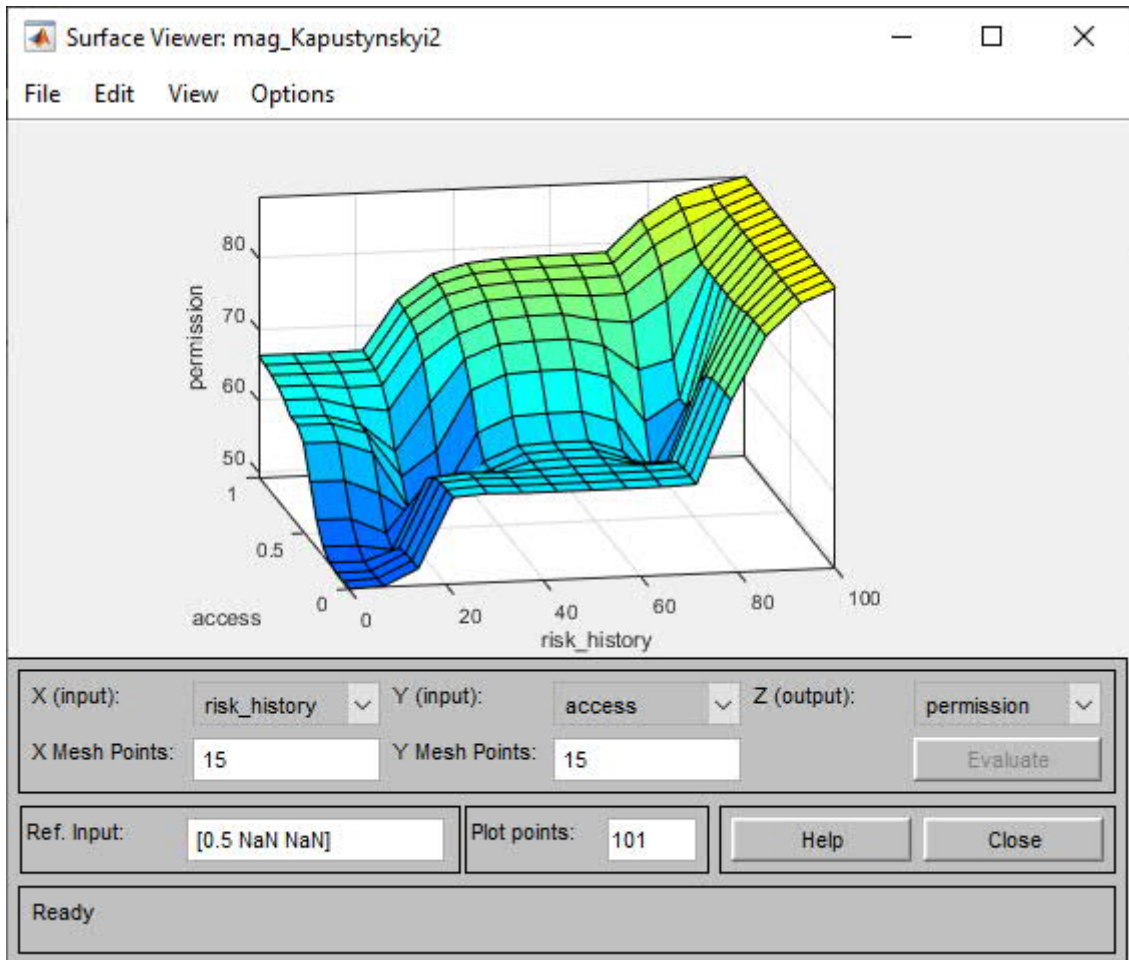 Surface Viewer: mag_Kapustynskyi2
File Edit View Options
80
70
60
50
permission
1
0.5
0
access
0 20 40 60 80 100
risk_history
X (input): risk_history Y (input): access Z (output): permission
X Mesh Points: 15 Y Mesh Points: 15 Evaluate
Ref. Input: [0.5 NaN NaN] Plot points: 101 Help Close
Ready